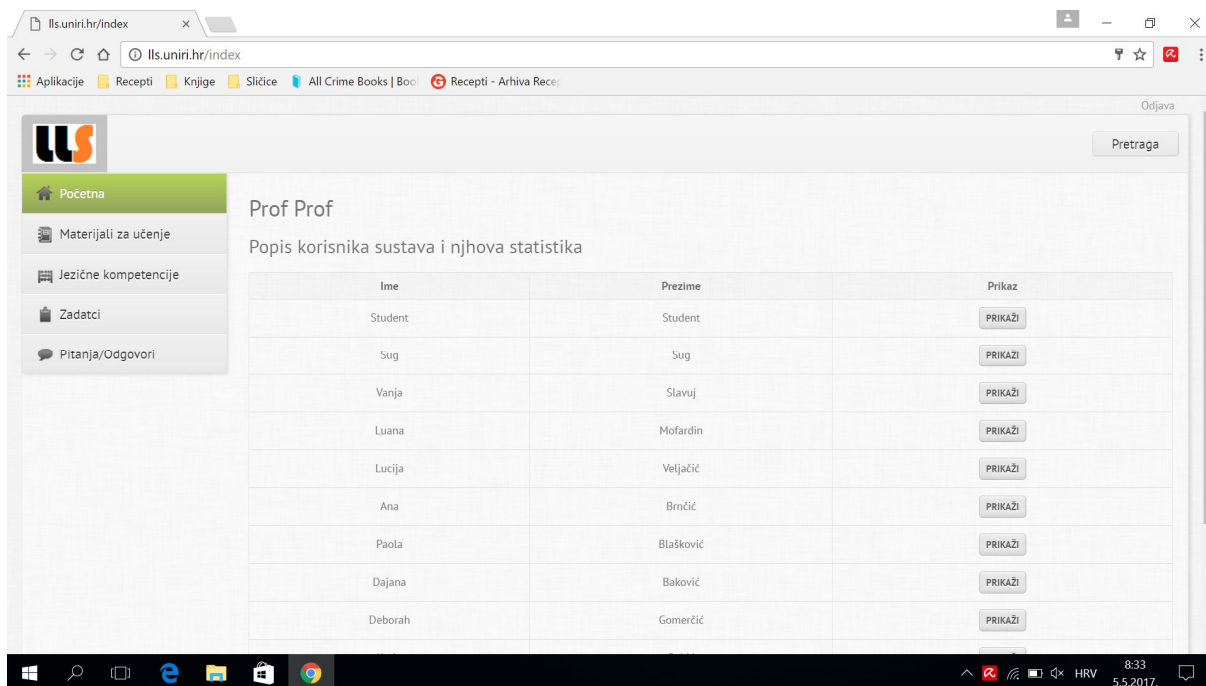 lls.uniri.hr/index
lls.uniri.hr/index
Aplikacije Recepti Knjige Sličice All Crime Books | Boo Recepti - Arhiva Rece
Odjava
LLS
Pretraga
Početna
Materijali za učenje
Jezične kompetencije
Zadatci
Pitanja/Odgovori
Prof Prof
Popis korisnika sustava i njhova statistika
Ime Prezime Prikaz
Student Student PRIKAŽI
Sug Sug PRIKAŽI
Vanja Slavuj PRIKAŽI
Luana Mofardin PRIKAŽI
Lucija Veljačić PRIKAŽI
Ana Brnčić PRIKAŽI
Paola Blašković PRIKAŽI
Dajana Baković PRIKAŽI
Deborah Gomerčić PRIKAŽI
HRV 8:33
5.5.2017.